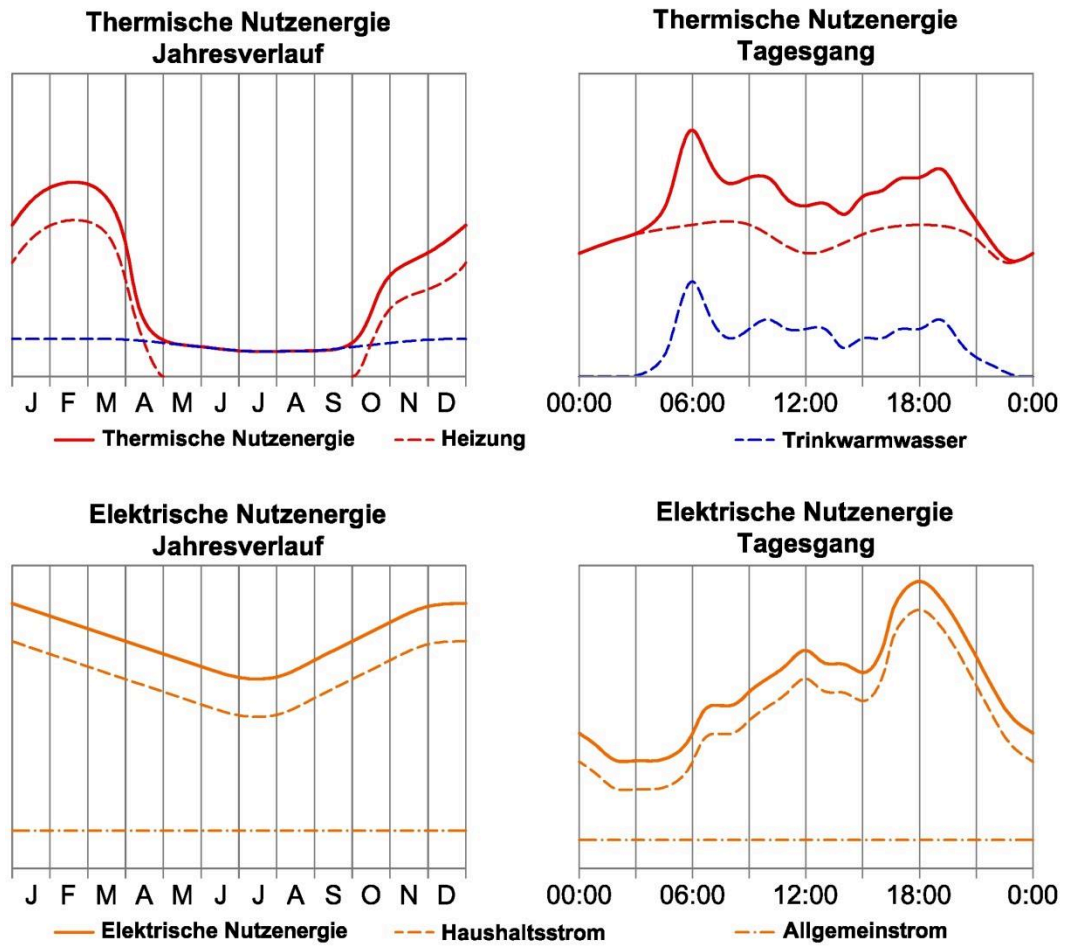 Thermische Nutzenergie
Jahresverlauf
Thermische Nutzenergie
Tagesgang
J F M A M J J A S O N D
00:00 06:00 12:00 18:00 0:00
Thermische Nutzenergie Heizung Trinkwarmwasser
Elektrische Nutzenergie
Jahresverlauf
Elektrische Nutzenergie
Tagesgang
J F M A M J J A S O N D
00:00 06:00 12:00 18:00 0:00
Elektrische Nutzenergie Haushaltsstrom Allgemeinstrom